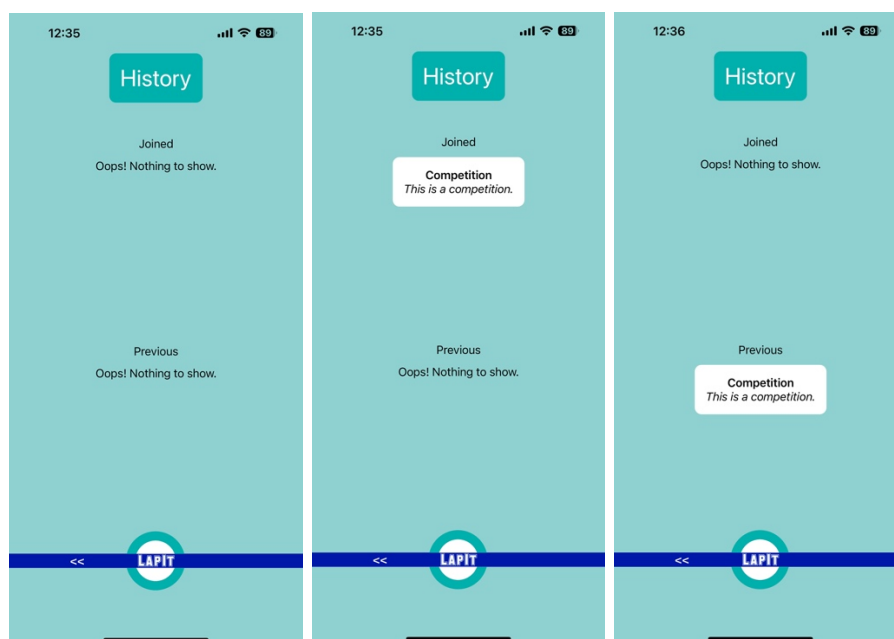 12:35
89
History
Joined
Oops! Nothing to show.
Previous
Oops! Nothing to show.
<<
LAPIT
12:35
89
History
Joined
Competition
This is a competition.
Previous
Oops! Nothing to show.
<<
LAPIT
12:36
89
History
Joined
Oops! Nothing to show.
Previous
Competition
This is a competition.
<<
LAPIT